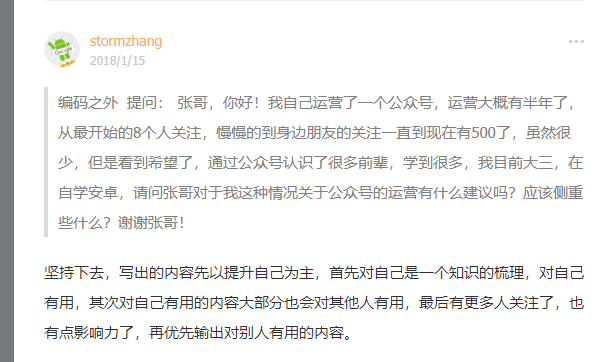 stormzhang
2018/1/15
编码之外 提问： 张哥，你好！我自己运营了一个公众号，运营大概有半年了，
从最开始的8个人关注，慢慢的到身边朋友的关注一直到现在有500了，虽然很
少，但是看到希望了，通过公众号认识了很多前辈，学到很多，我目前大三，在
自学安卓，请问张哥对于我这种情况关于公众号的运营有什么建议吗？应该侧重
些什么？谢谢张哥！
坚持下去，写出的内容先以提升自己为主，首先对自己是一个知识的梳理，对自己
有用，其次对自己有用的内容大部分也会对其他人有用，最后有更多人关注了，也
有点影响力了，再优先输出对别人有用的内容。